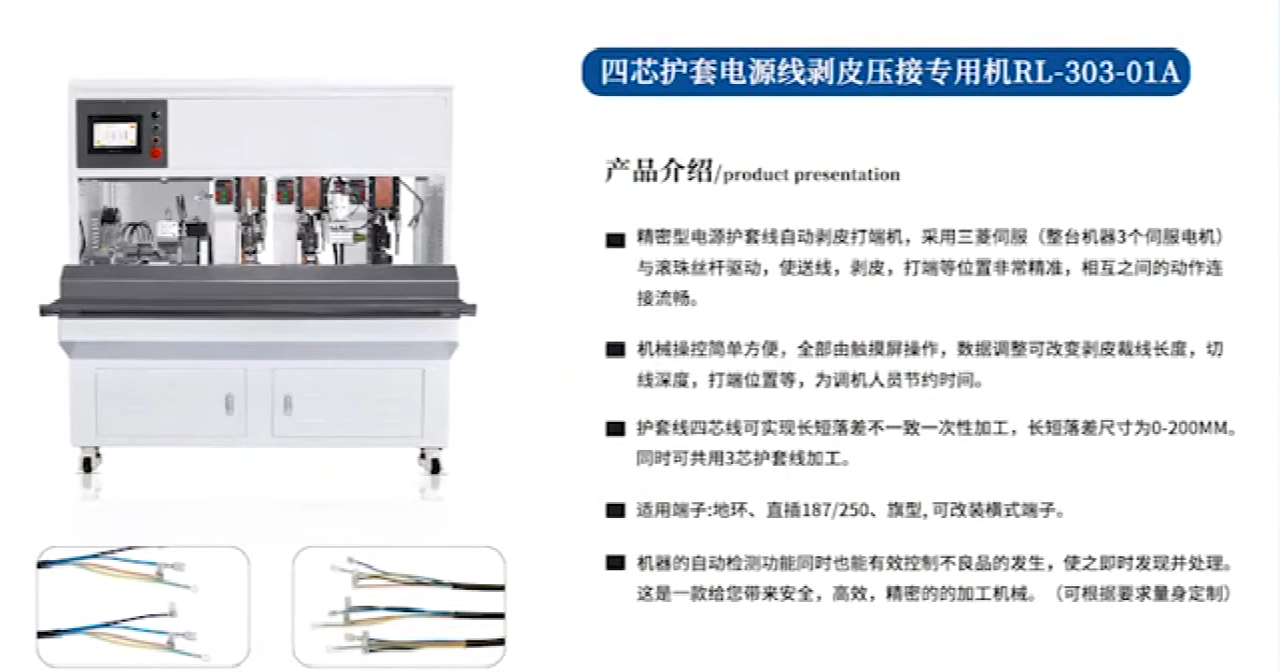 四芯护套电源线剥皮压接专用机RL-303-01A
产品介绍/product presentation
精密型电源护套线自动剥皮打端机，采用三菱伺服（整台机器3个伺服电机）
与滚珠丝杆驱动，使送线，剥皮，打端等位置非常精准，相互之间的动作连
接流畅。
机械操控简单方便，全部由触摸屏操作，数据调整可改变剥皮裁线长度，切
线深度，打端位置等，为调机人员节约时间。
护套线四芯线可实现长短落差不一致一次性加工，长短落差尺寸为0-200MM。
同时可共用3芯护套线加工。
适用端子:地环、直插187/250、旗型,可改装横式端子。
机器的自动检测功能同时也能有效控制不良品的发生，使之即时发现并处理。
这是一款给您带来安全，高效，精密的的加工机械。（可根据要求量身定制）